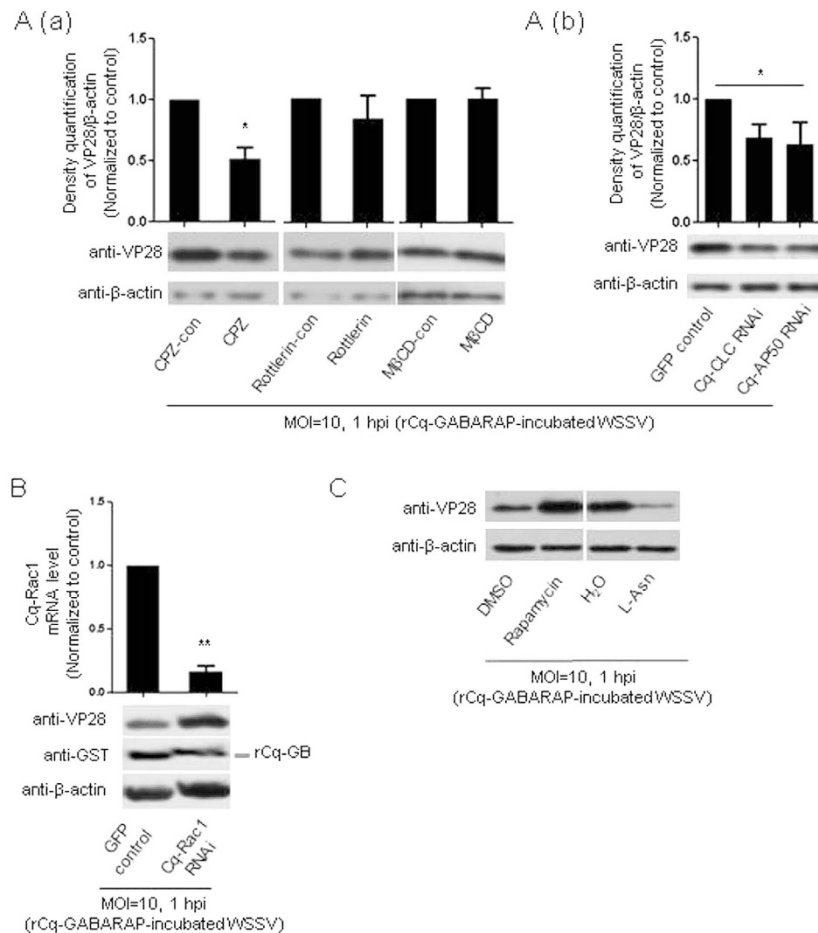 A (a)
Density quantification
of VP28/β-actin
(Normalized to control)
1.5
1.0
0.5
0.0
*
anti-VP28
anti-β-actin
CPZ-con
CPZ
Rottlerin-con
Rottlerin
MβCD-con
MβCD
A (b)
Density quantification
of VP28/β-actin
(Normalized to control)
1.5
1.0
0.5
0.0
*
anti-VP28
anti-β-actin
GFP control
Cq-CLC RNAi
Cq-AP50 RNAi
MOI=10, 1 hpi (rCq-GABARAP-incubated WSSV)
B
Cq-Rac1
mRNA level
(Normalized to control)
1.5
1.0
0.5
0.0
**
anti-VP28
anti-GST
rCq-GB
anti-β-actin
GFP
control
Cq-Rac1
RNAi
MOI=10, 1 hpi
(rCq-GABARAP-incubated WSSV)
C
anti-VP28
anti-β-actin
DMSO
Rapamycin
H₂O
L-Asn
MOI=10, 1 hpi
(rCq-GABARAP-incubated WSSV)